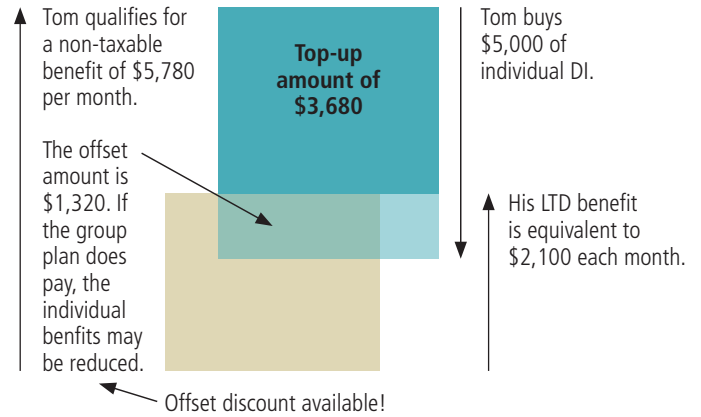 Tom qualifies for
a non-taxable
benefit of $5,780
per month.
The offset
amount is
$1,320. If
the group
plan does
pay, the
individual
benfits may
be reduced.
Top-up
amount of
$3,680
Tom buys
$5,000 of
individual DI.
His LTD benefit
is equivalent to
$2,100 each month.
Offset discount available!